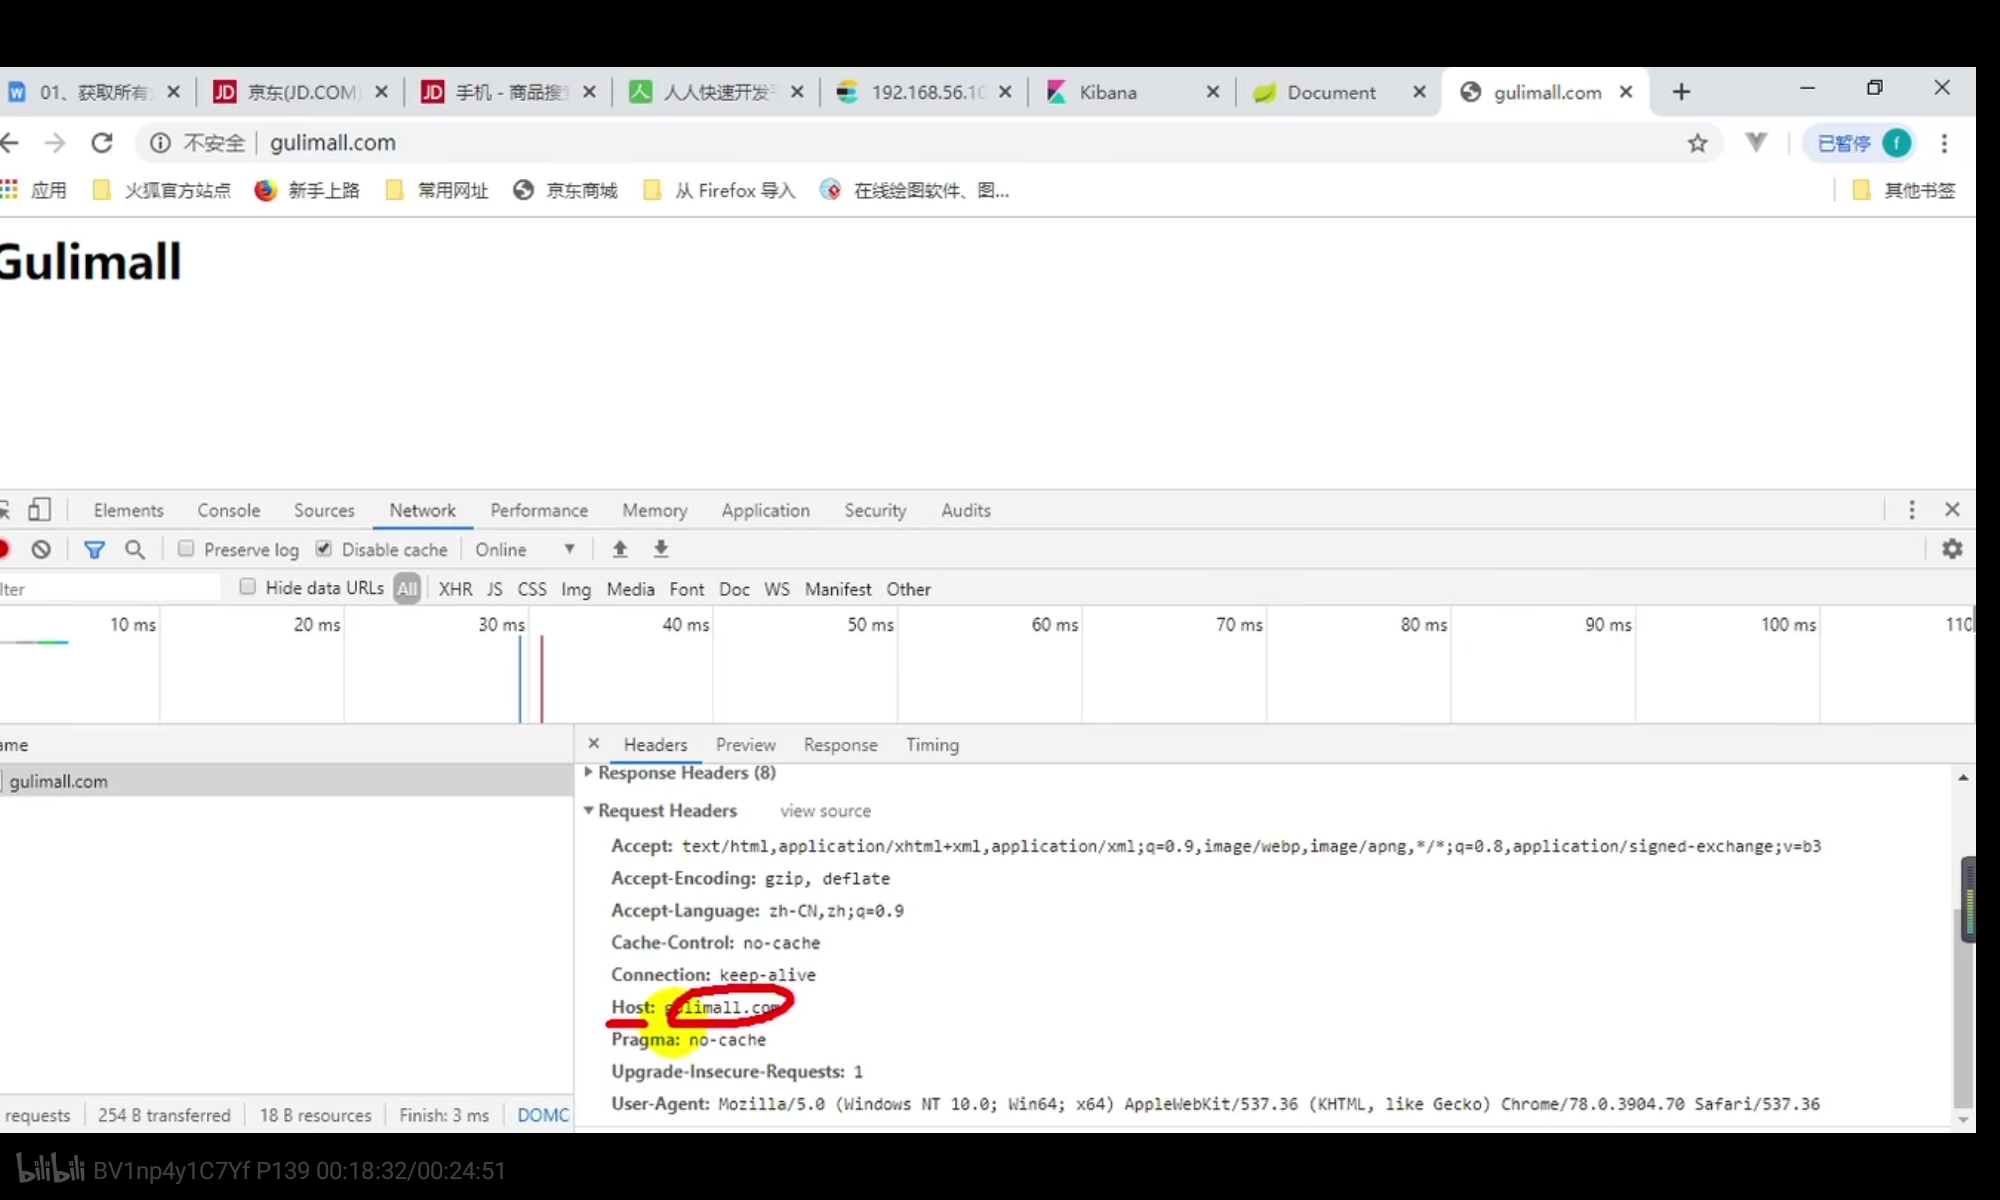 01、获取所有 京东(JD.COM) 手机 - 商品搜 人人快速开发 192.168.56.10 Kibana Document gulimall.com
不安全 gulimall.com 已暂停 f
应用 火狐官方站点 新手上路 常用网址 京东商城 从 Firefox 导入 在线绘图软件、图... 其他书签
Gulimall
Elements Console Sources Network Performance Memory Application Security Audits
Preserve log Disable cache Online
lter Hide data URLs All XHR JS CSS Img Media Font Doc WS Manifest Other
10 ms 20 ms 30 ms 40 ms 50 ms 60 ms 70 ms 80 ms 90 ms 100 ms 110
ame Headers Preview Response Timing
gulimall.com
Response Headers (8)
Request Headers view source
Accept: text/html,application/xhtml+xml,application/xml;q=0.9,image/webp,image/apng,*/*;q=0.8,application/signed-exchange;v=b3
Accept-Encoding: gzip, deflate
Accept-Language: zh-CN,zh;q=0.9
Cache-Control: no-cache
Connection: keep-alive
Host: gulimall.com
Pragma: no-cache
Upgrade-Insecure-Requests: 1
User-Agent: Mozilla/5.0 (Windows NT 10.0; Win64; x64) AppleWebKit/537.36 (KHTML, like Gecko) Chrome/78.0.3904.70 Safari/537.36
requests 254 B transferred 18 B resources Finish: 3 ms DOMC
bilibili BV1np4y1C7Yf P139 00:18:32/00:24:51